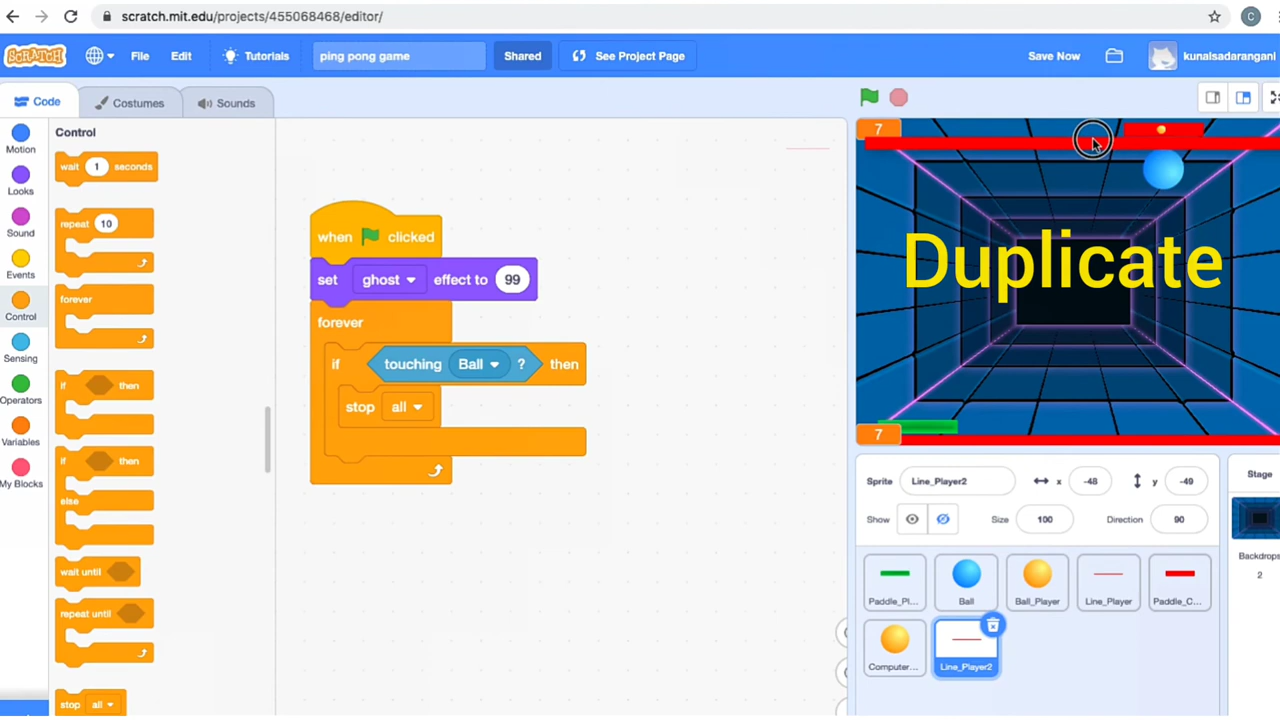 scratch.mit.edu/projects/455068468/editor/
C
SCRATCH
File
Edit
Tutorials
ping pong game
Shared
See Project Page
Save Now
kunalsadarangani
Code
Costumes
Sounds
Motion
Looks
Sound
Events
Control
Sensing
Operators
Variables
My Blocks
Control
wait 1 seconds
repeat 10
forever
if then
if then
else
wait until
repeat until
stop all
when clicked
set ghost effect to 99
forever
if touching Ball ? then
stop all
7
Duplicate
7
Sprite Line_Player2 x -48 y -49
Show Size 100 Direction 90
Paddle_Pl...
Ball
Ball_Player
Line_Player
Paddle_C...
Computer...
Line_Player2
Stage
Backdrops
2